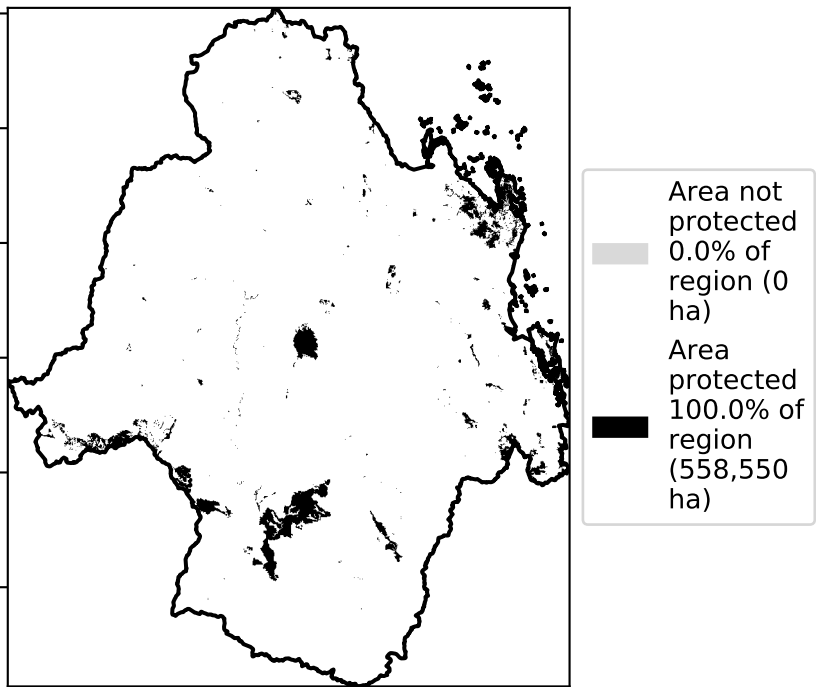 Area not
protected
0.0% of
region (0
ha)
Area
protected
100.0% of
region
(558,550
ha)